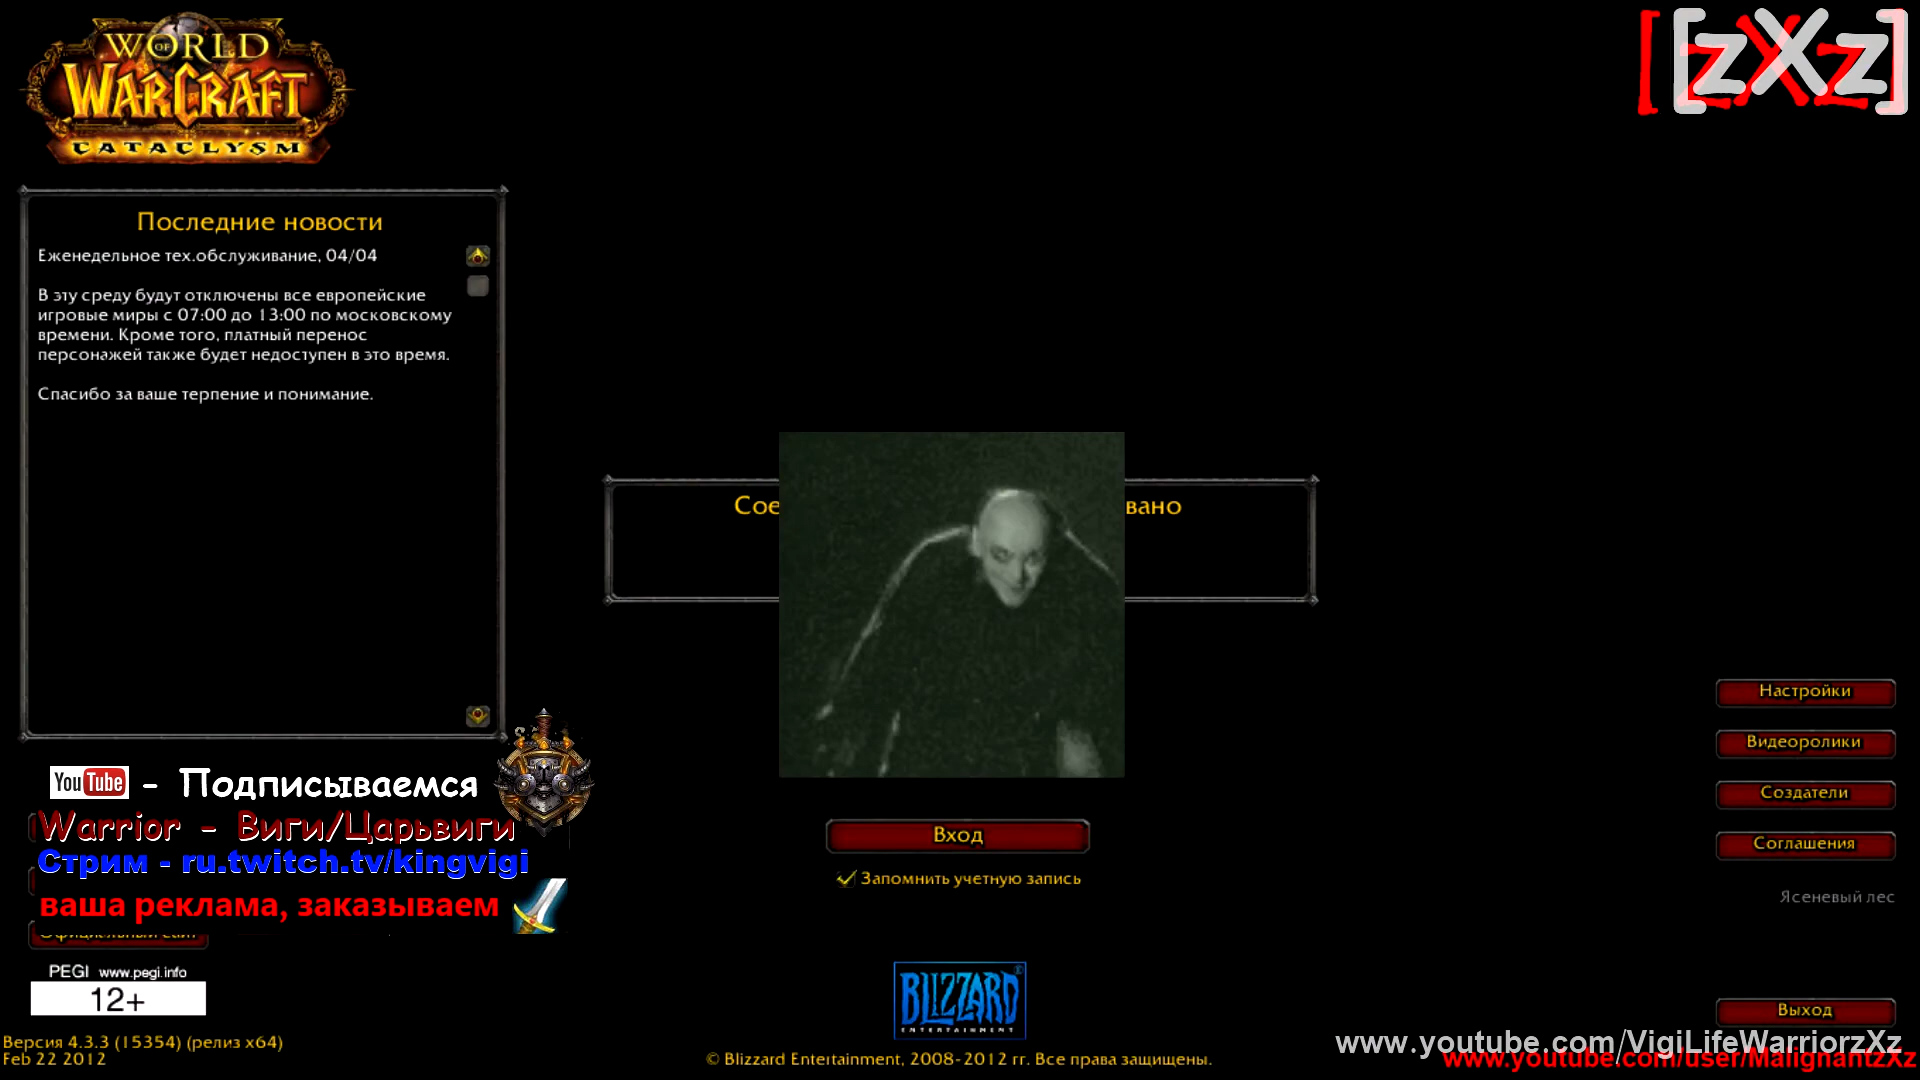 WORLD OF WARCRAFT
CATACLYSM
[zXz]
Последние новости
Еженедельное тех.обслуживание, 04/04
В эту среду будут отключены все европейские
игровые миры с 07:00 до 13:00 по московскому
времени. Кроме того, платный перенос
персонажей также будет недоступен в это время.
Спасибо за ваше терпение и понимание.
Сое
вано
Настройки
Видеоролики
Создатели
Соглашения
Ясеневый лес
Выход
YouTube - Подписываемся
Warrior - Виги/Царьвиги
Стрим - ru.twitch.tv/kingvigi
ваша реклама, заказываем
Официальный сайт
Вход
Запомнить учетную запись
PEGI www.pegi.info
12+
BLIZZARD
ENTERTAINMENT
Версия 4.3.3 (15354) (релиз x64)
Feb 22 2012
© Blizzard Entertainment, 2008-2012 гг. Все права защищены.
www.youtube.com/VigiLifeWarriorzXz
www.youtube.com/user/MalignantzXz